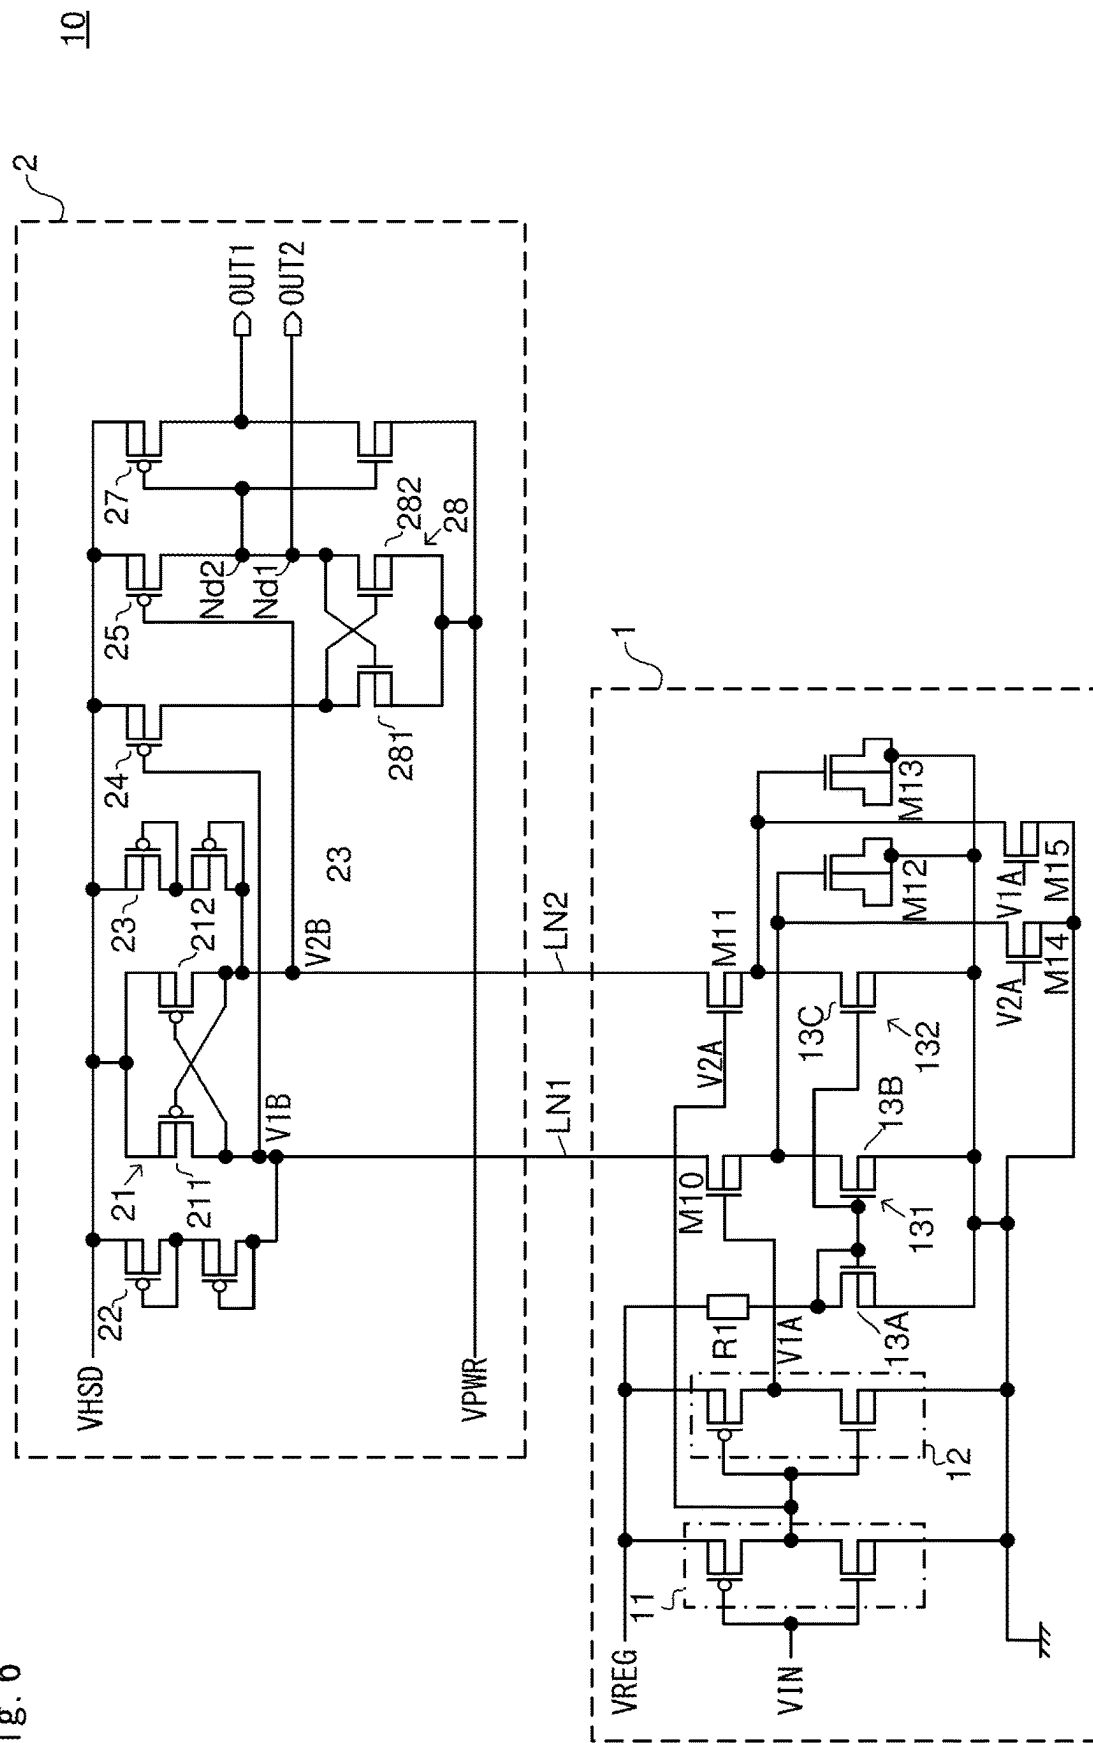 10
2
OUT1
OUT2
27
282
28
25
Nd2
Nd1
24
281
23
23
212
V2B
21
211
V1B
22
VHSD
VPWR
LN2
LN1
1
M13
M12
M15
V1A
M11
M14
V2A
13C
132
V2A
13B
M10
131
R1
V1A
13A
12
11
VREG
VIN